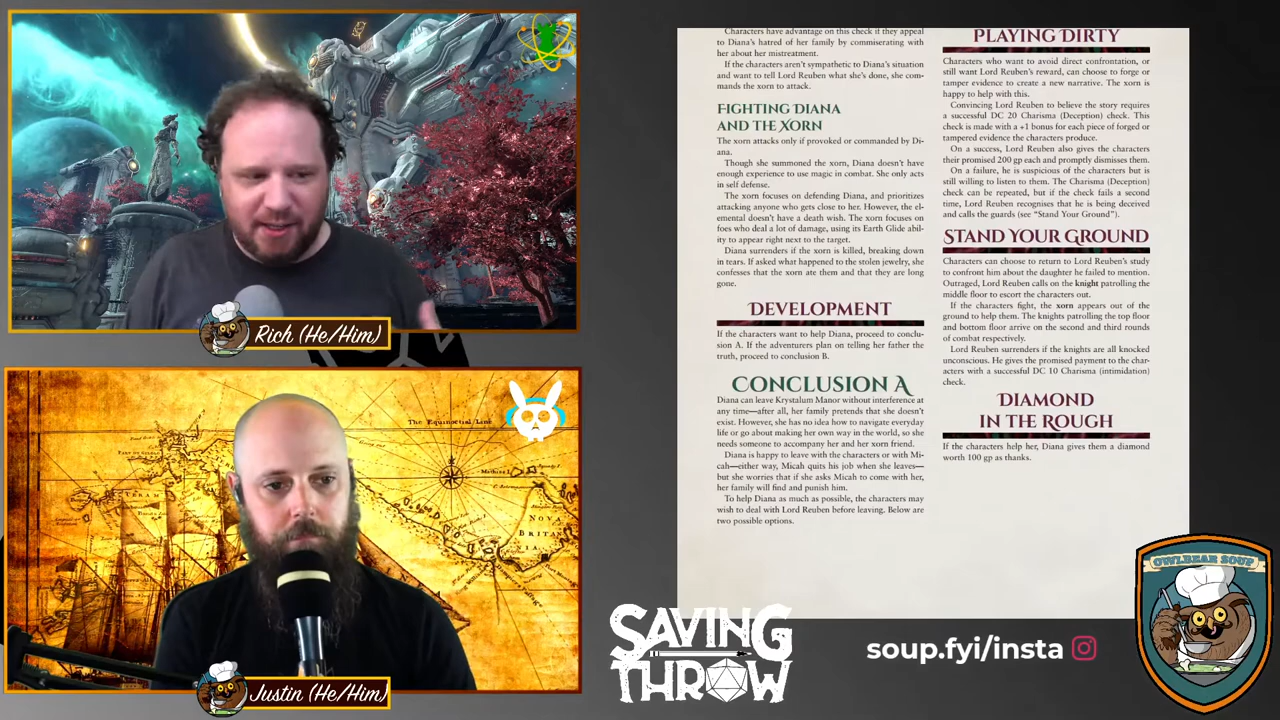 Rich (He/Him)
The Equinoctial Line
Justin (He/Him)
Characters have advantage on this check if they appeal
to Diana's hatred of her family by commiserating with
her about her mistreatment.
If the characters aren't sympathetic to Diana's situation
and want to tell Lord Reuben what she's done, she com-
mands the xorn to attack.
Fighting Diana
and the Xorn
The xorn attacks only if provoked or commanded by Di-
ana.
Though she summoned the xorn, Diana doesn't have
enough experience to use magic in combat. She only acts
in self defense.
The xorn focuses on defending Diana, and prioritizes
attacking anyone who gets close to her. However, the el-
emental doesn't have a death wish. The xorn focuses on
foes who deal a lot of damage, using its Earth Glide abil-
ity to appear right next to the target.
Diana surrenders if the xorn is killed, breaking down
in tears. If asked what happened to the stolen jewelry, she
confesses that the xorn ate them and that they are long
gone.
Development
If the characters want to help Diana, proceed to conclu-
sion A. If the adventurers plan on telling her father the
truth, proceed to conclusion B.
Conclusion A
Diana can leave Krystalum Manor without interference at
any time—after all, her family pretends that she doesn't
exist. However, she has no idea how to navigate everyday
life or go about making her own way in the world, so she
needs someone to accompany her and her xorn friend.
Diana is happy to leave with the characters or with Mi-
cah—either way, Micah quits his job when she leaves—
but she worries that if she asks Micah to come with her,
her family will find and punish him.
To help Diana as much as possible, the characters may
wish to deal with Lord Reuben before leaving. Below are
two possible options.
Playing Dirty
Characters who want to avoid direct confrontation, or
still want Lord Reuben's reward, can choose to forge or
tamper evidence to create a new narrative. The xorn is
happy to help with this.
Convincing Lord Reuben to believe the story requires
a successful DC 20 Charisma (Deception) check. This
check is made with a +1 bonus for each piece of forged or
tampered evidence the characters produce.
On a success, Lord Reuben also gives the characters
their promised 200 gp each and promptly dismisses them.
On a failure, he is suspicious of the characters but is
still willing to listen to them. The Charisma (Deception)
check can be repeated, but if the check fails a second
time, Lord Reuben recognises that he is being deceived
and calls the guards (see “Stand Your Ground”).
Stand Your Ground
Characters can choose to return to Lord Reuben's study
to confront him about the daughter he failed to mention.
Outraged, Lord Reuben calls on the knight patrolling the
middle floor to escort the characters out.
If the characters fight, the xorn appears out of the
ground to help them. The knights patrolling the top floor
and bottom floor arrive on the second and third rounds
of combat respectively.
Lord Reuben surrenders if the knights are all knocked
unconscious. He gives the promised payment to the char-
acters with a successful DC 10 Charisma (intimidation)
check.
Diamond
in the Rough
If the characters help her, Diana gives them a diamond
worth 100 gp as thanks.
SAVING
THROW
soup.fyi/insta
OWLBEAR SOUP